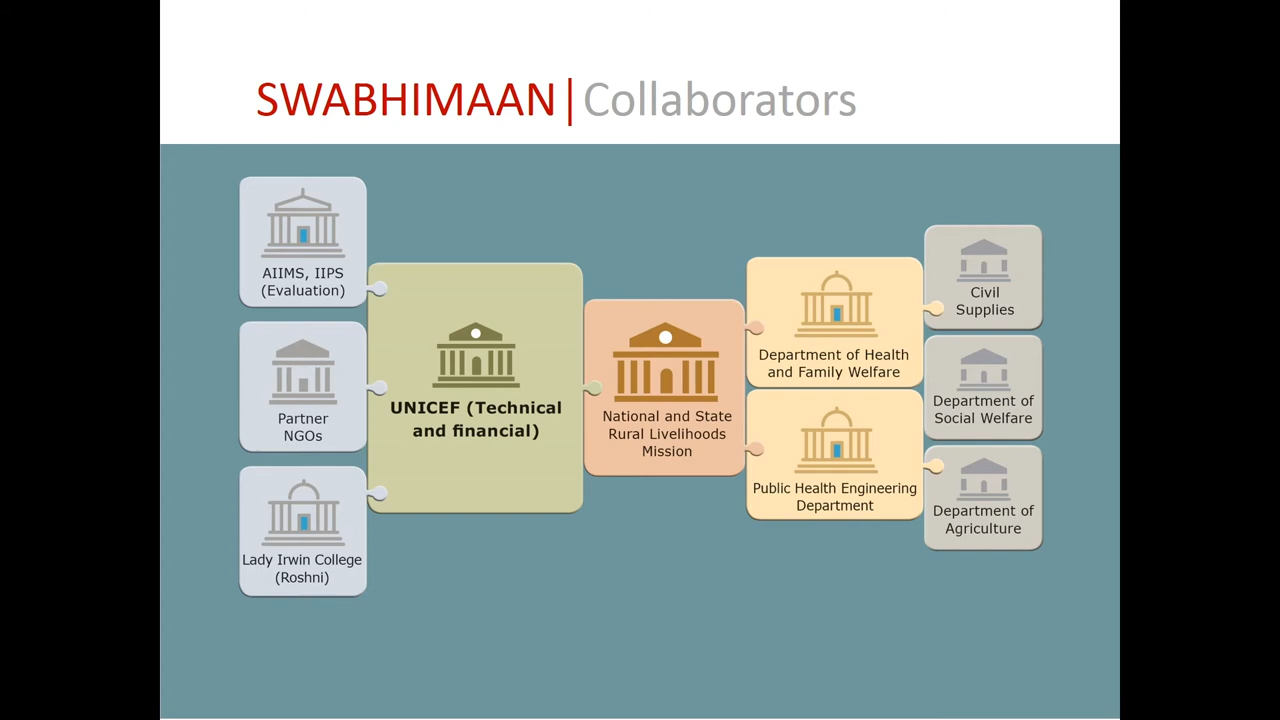 SWABHIMAAN|Collaborators
AIIMS, IIPS
(Evaluation)
Partner
NGOs
Lady Irwin College
(Roshni)
UNICEF (Technical
and financial)
National and State
Rural Livelihoods
Mission
Department of Health
and Family Welfare
Public Health Engineering
Department
Civil
Supplies
Department of
Social Welfare
Department of
Agriculture